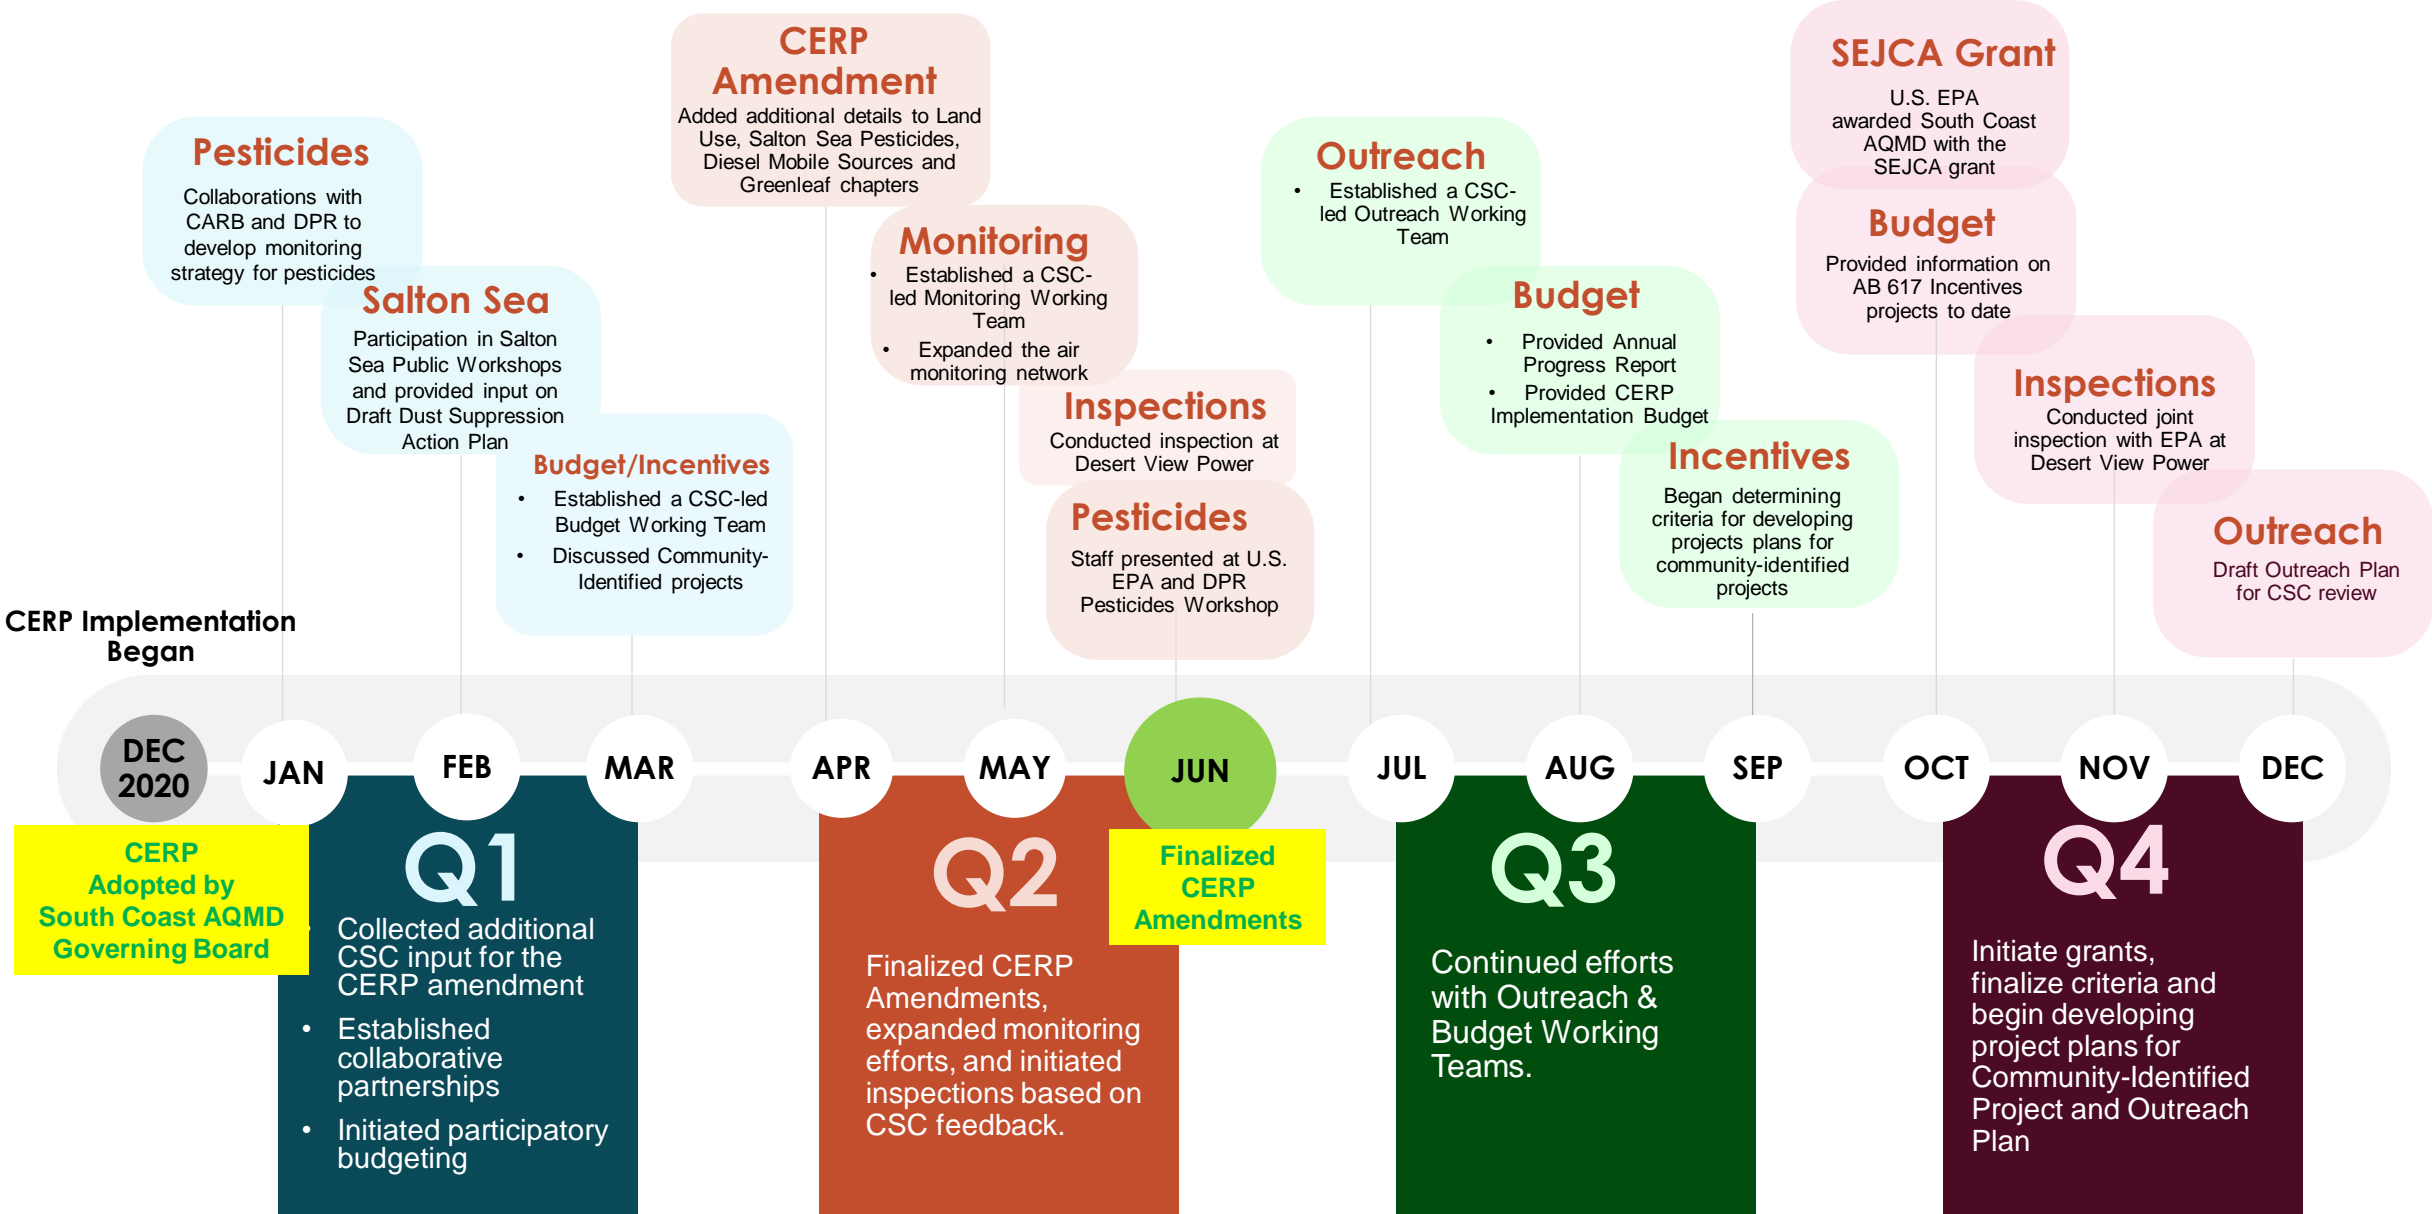 CERP
Amendment
Added additional details to Land
Use, Salton Sea Pesticides,
Diesel Mobile Sources and
Greenleaf chapters
SEJCA Grant
U.S. EPA
awarded South Coast
AQMD with the
SEJCA grant
Pesticides
Collaborations with
CARB and DPR to
develop monitoring
strategy for pesticides
Salton Sea
Participation in Salton
Sea Public Workshops
and provided input on
Draft Dust Suppression
Action Plan
Budget/Incentives
• Established a CSC-led
Budget Working Team
• Discussed Community-
Identified projects
Monitoring
• Established a CSC-
led Monitoring Working
Team
• Expanded the air
monitoring network
Inspections
Conducted inspection at
Desert View Power
Pesticides
Staff presented at U.S.
EPA and DPR
Pesticides Workshop
Outreach
• Established a CSC-
led Outreach Working
Team
Budget
• Provided Annual
Progress Report
• Provided CERP
Implementation Budget
Incentives
Began determining
criteria for developing
projects plans for
community-identified
projects
Budget
Provided information on
AB 617 Incentives
projects to date
Inspections
Conducted joint
inspection with EPA at
Desert View Power
Outreach
Draft Outreach Plan
for CSC review
CERP Implementation
Began
DEC
2020
JAN
FEB
MAR
APR
MAY
JUN
JUL
AUG
SEP
OCT
NOV
DEC
CERP
Adopted by
South Coast AQMD
Governing Board
Q1
• Collected additional
CSC input for the
CERP amendment
• Established
collaborative
partnerships
• Initiated participatory
budgeting
Q2
Finalized CERP
Amendments,
expanded monitoring
efforts, and initiated
inspections based on
CSC feedback.
Finalized
CERP
Amendments
Q3
Continued efforts
with Outreach &
Budget Working
Teams.
Q4
Initiate grants,
finalize criteria and
begin developing
project plans for
Community-Identified
Project and Outreach
Plan